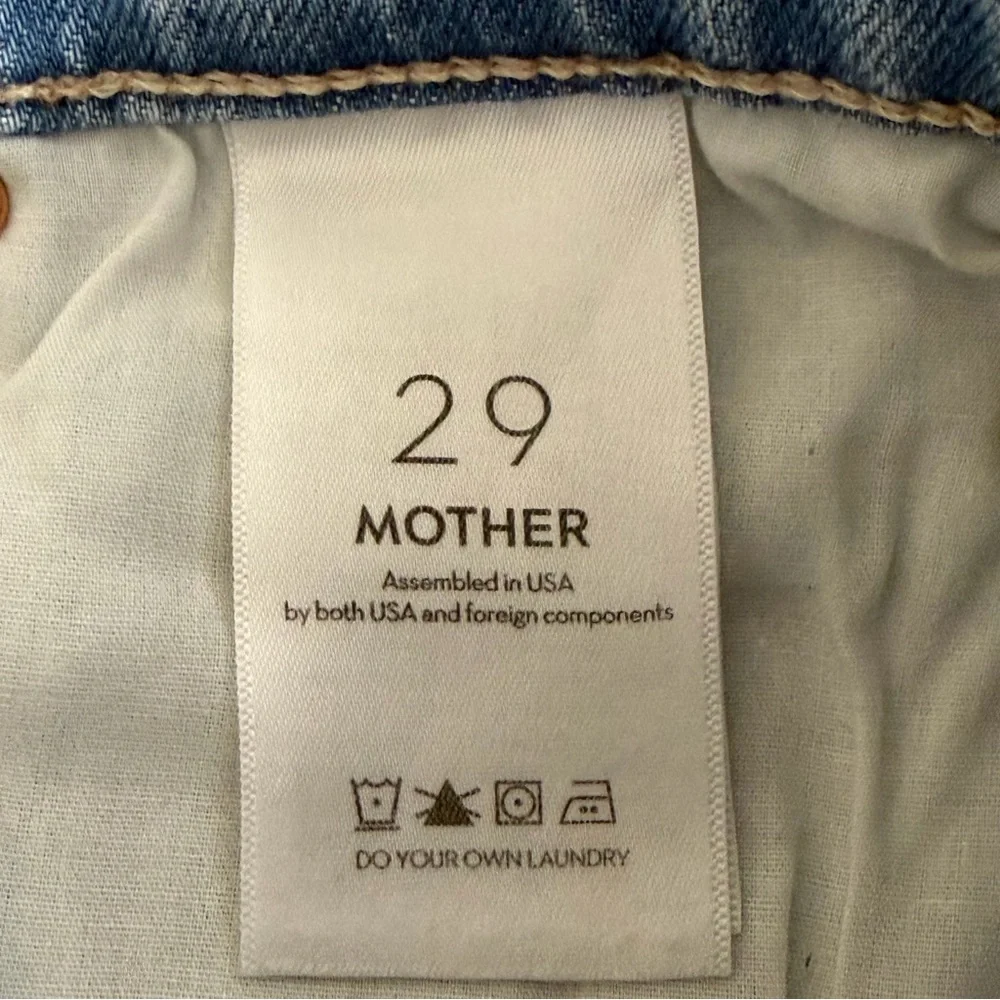 29
MOTHER
Assembled in USA
by both USA and foreign components
DO YOUR OWN LAUNDRY